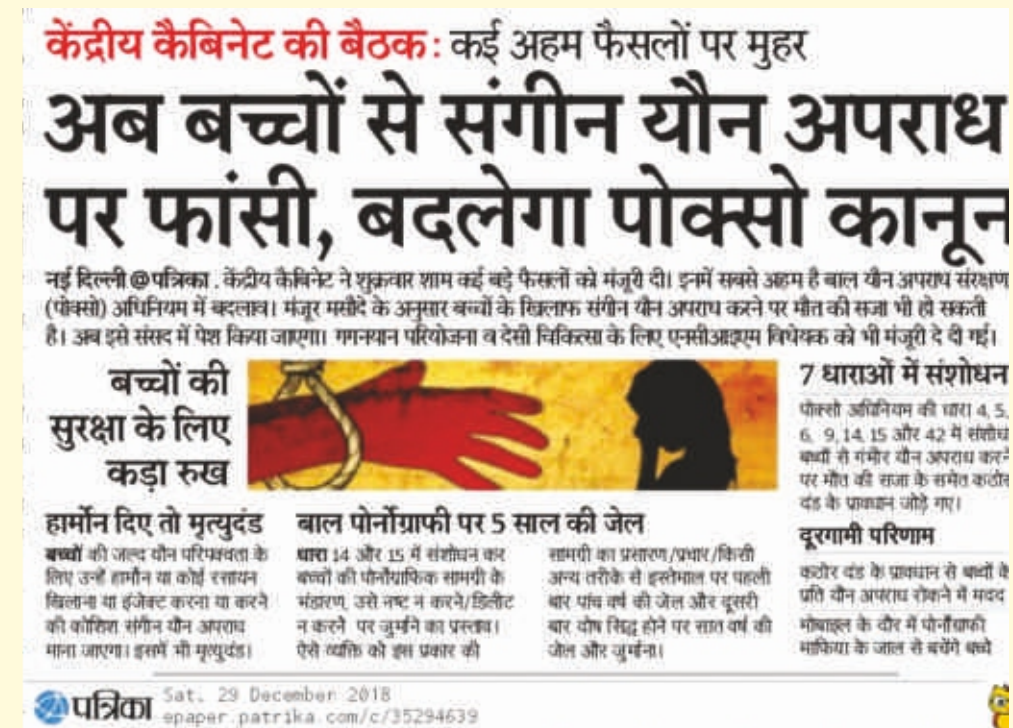 केंद्रीय कैबिनेट की बैठक: कई अहम फैसलों पर मुहर
अब बच्चों से संगीन यौन अपराध
पर फांसी, बदलेगा पोक्सो कानून
नई दिल्ली @ पत्रिका. केंद्रीय कैबिनेट ने शुक्रवार शाम कई बड़े फैसलों को मंजूरी दी। इनमें सबसे अहम है बाल यौन अपराध संरक्षण
(पोक्सो) अधिनियम में बदलाव। मंजूर मसौदे के अनुसार बच्चों के खिलाफ संगीन यौन अपराध करने पर मौत की सजा भी हो सकती
है। अब इसे संसद में पेश किया जाएगा। गगनयान परियोजना व देसी चिकित्सा के लिए एनसीआइएम विधेयक को भी मंजूरी दे दी गई।
बच्चों की
सुरक्षा के लिए
कड़ा रुख
हार्मोन दिए तो मृत्युदंड
बच्चों की जल्द यौन परिपक्वता के
लिए उन्हें हार्मोन या कोई रसायन
खिलाना या इंजेक्ट करना या करने
की कोशिश संगीन यौन अपराध
माना जाएगा। इसमें भी मृत्युदंड।
बाल पोर्नोग्राफी पर 5 साल की जेल
धारा 14 और 15 में संशोधन कर
बच्चों की पोर्नोग्राफिक सामग्री के
भंडारण, उसे नष्ट न करने/डिलीट
न करने पर जुर्माने का प्रस्ताव।
ऐसे व्यक्ति को इस प्रकार की
सामग्री का प्रसारण/प्रचार/किसी
अन्य तरीके से इस्तेमाल पर पहली
बार पांच वर्ष की जेल और दूसरी
बार दोष सिद्ध होने पर सात वर्ष की
जेल और जुर्माना।
7 धाराओं में संशोधन
पोक्सो अधिनियम की धारा 4, 5,
6, 9, 14, 15 और 42 में संशोध
बच्चों से गंभीर यौन अपराध करने
पर मौत की सजा के समेत कठोर
दंड के प्रावधान जोड़े गए।
दूरगामी परिणाम
कठोर दंड के प्रावधान से बच्चों के
प्रति यौन अपराध रोकने में मदद
मोबाइल के दौर में पोर्नोग्राफी
माफिया के जाल से बचेंगे बच्चे
पत्रिका
Sat, 29 December 2018
epaper.patrika.com/c/35294639